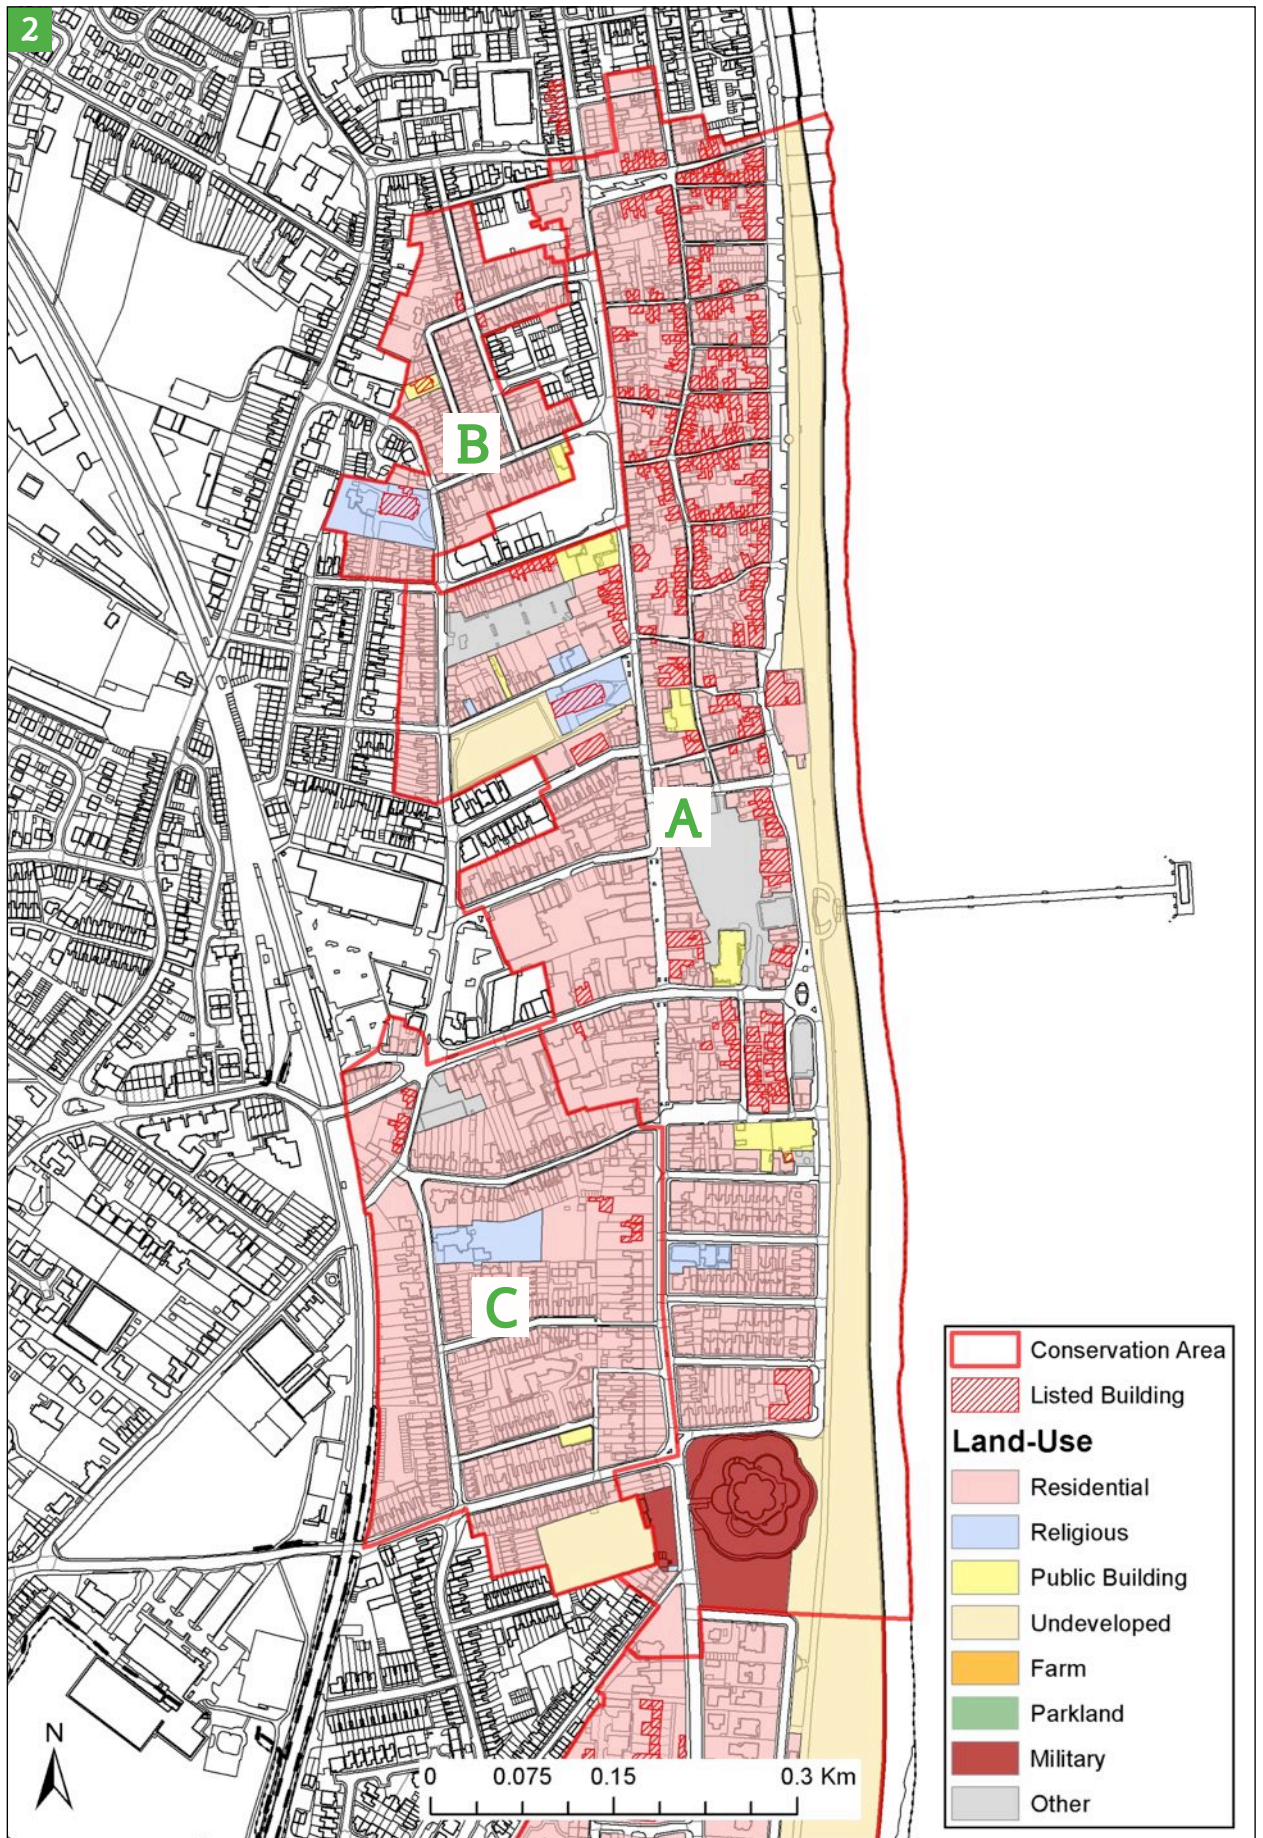 2
B
A
C
Conservation Area
Listed Building
Land-Use
Residential
Religious
Public Building
Undeveloped
Farm
Parkland
Military
Other
N
0 0.075 0.15 0.3 Km